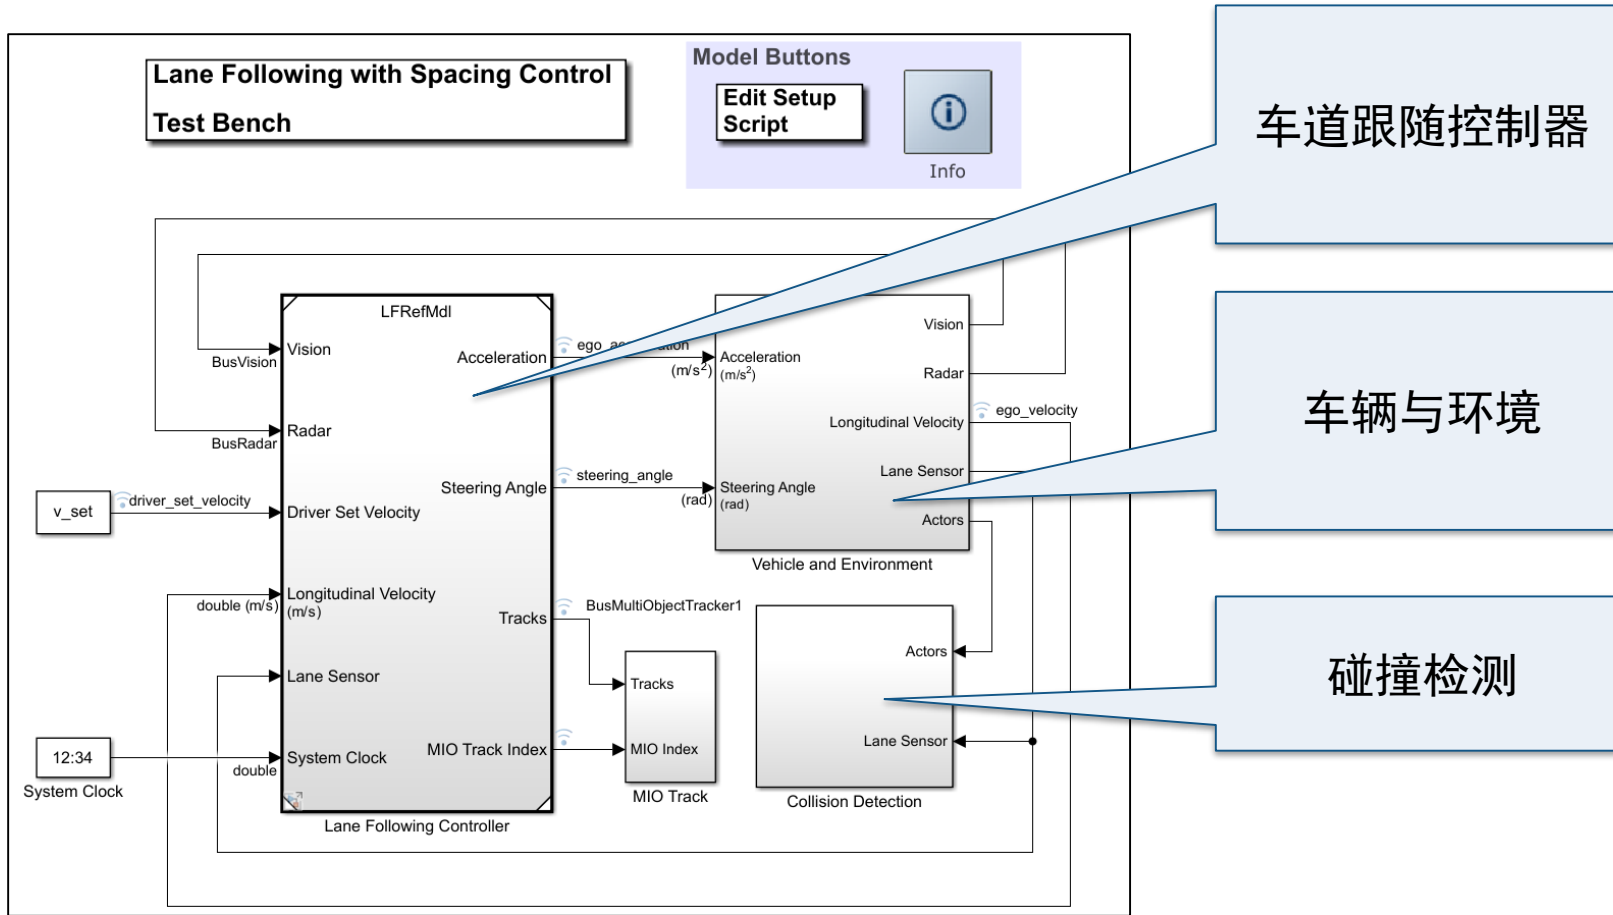 Lane Following with Spacing Control
Test Bench
Model Buttons
Edit Setup
Script
Info
车道跟随控制器
车辆与环境
碰撞检测
LFRefMdl
Vision
BusVision
Radar
BusRadar
v_set
driver_set_velocity
Driver Set Velocity
Longitudinal Velocity
double (m/s)
(m/s)
Lane Sensor
12:34
System Clock
double
System Clock
Acceleration
Steering Angle
Tracks
MIO Track Index
Lane Following Controller
(m/s²)
steering_angle
(rad)
BusMultiObjectTracker1
Acceleration
(m/s²)
Steering Angle
(rad)
Vision
Radar
Longitudinal Velocity
ego_velocity
Lane Sensor
Actors
Vehicle and Environment
Tracks
MIO Index
MIO Track
Actors
Lane Sensor
Collision Detection